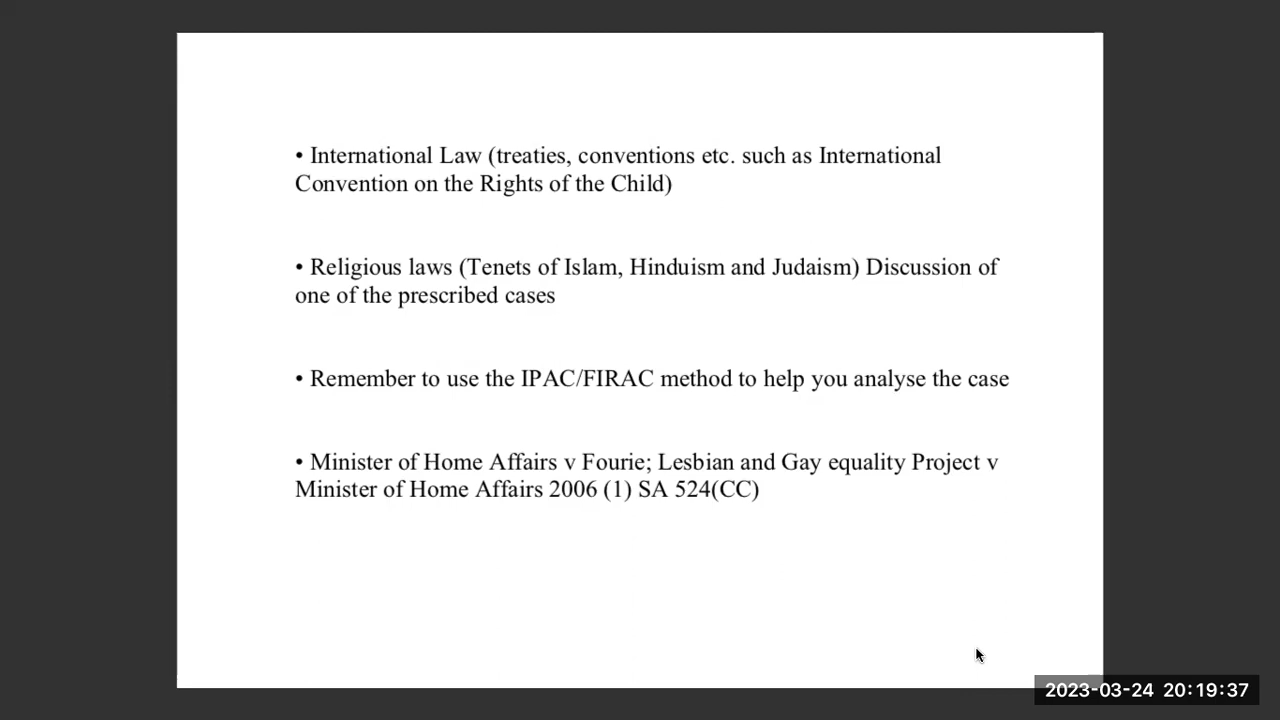 • International Law (treaties, conventions etc. such as International
Convention on the Rights of the Child)
• Religious laws (Tenets of Islam, Hinduism and Judaism) Discussion of
one of the prescribed cases
• Remember to use the IPAC/FIRAC method to help you analyse the case
• Minister of Home Affairs v Fourie; Lesbian and Gay equality Project v
Minister of Home Affairs 2006 (1) SA 524(CC)
2023-03-24 20:19:37